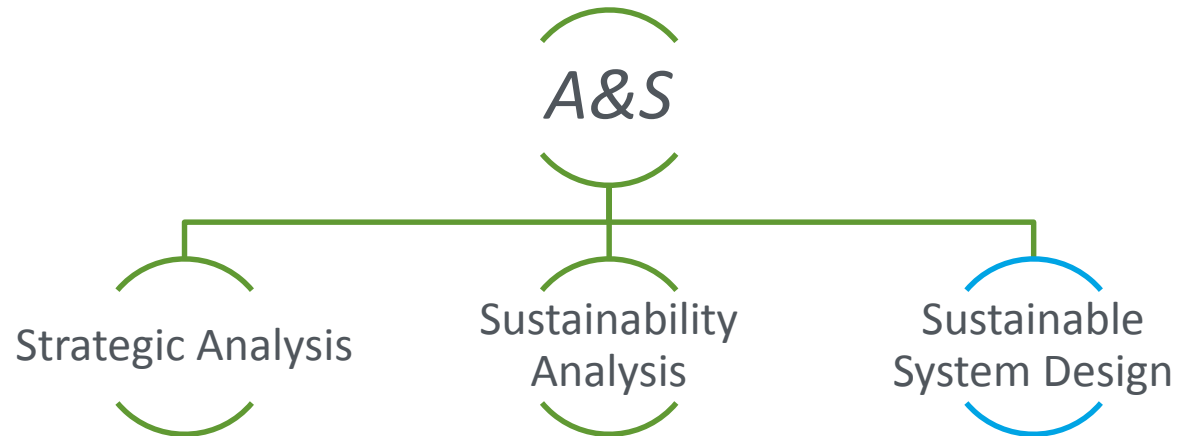 A&S
Strategic Analysis
Sustainability
Analysis
Sustainable
System Design